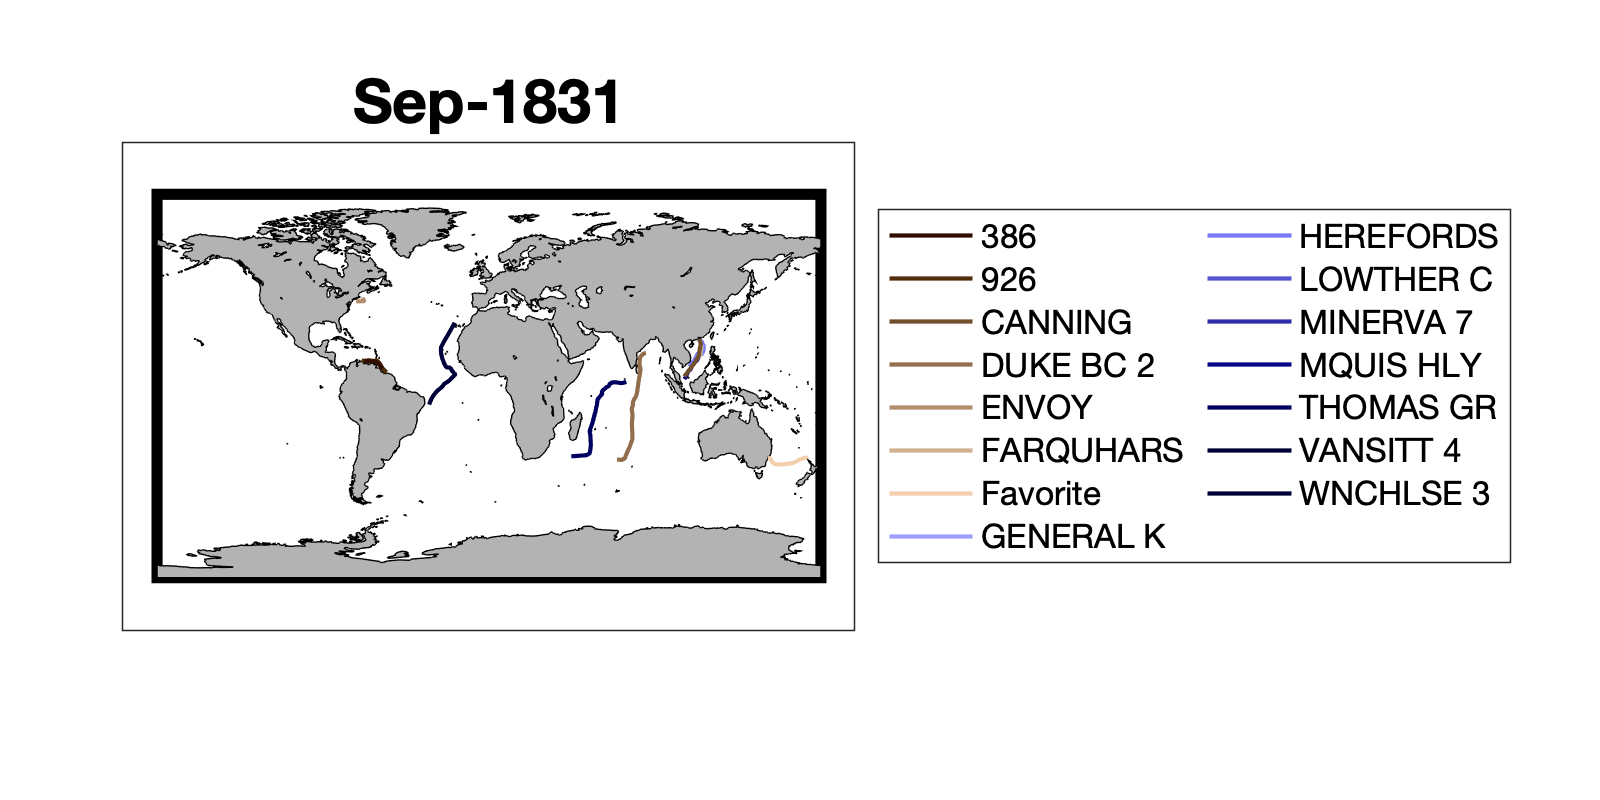 Sep-1831
386
926
CANNING
DUKE BC 2
ENVOY
FARQUHARS
Favorite
GENERAL K
HEREFORDS
LOWTHER C
MINERVA 7
MQUIS HLY
THOMAS GR
VANSITT 4
WNCHLSE 3